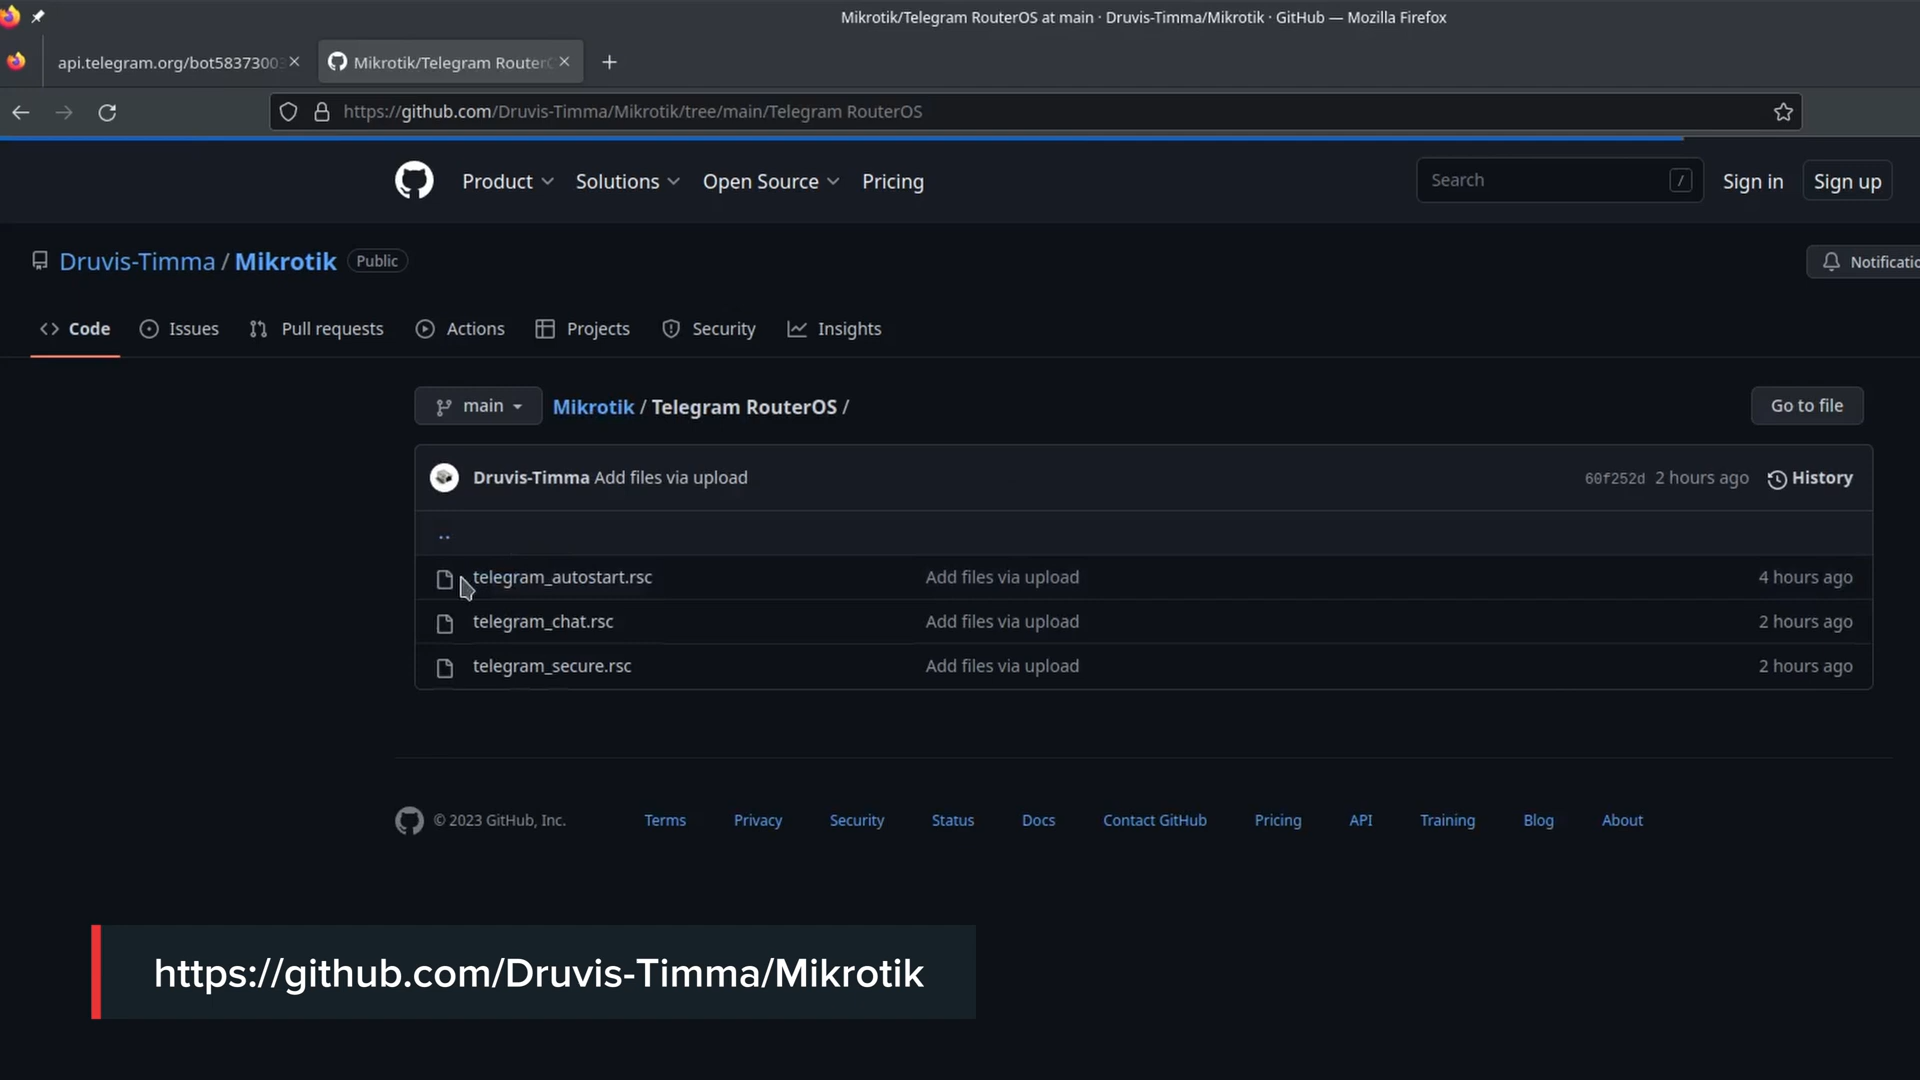 Mikrotik/Telegram RouterOS at main · Druvis-Timma/Mikrotik · GitHub — Mozilla Firefox
api.telegram.org/bot58373003
Mikrotik/Telegram RouterO
https://github.com/Druvis-Timma/Mikrotik/tree/main/Telegram RouterOS
Product Solutions Open Source Pricing Search / Sign in Sign up
Druvis-Timma / Mikrotik Public Notificatio
Code Issues Pull requests Actions Projects Security Insights
main Mikrotik / Telegram RouterOS / Go to file
Druvis-Timma Add files via upload 60f252d 2 hours ago History
..
telegram_autostart.rsc Add files via upload 4 hours ago
telegram_chat.rsc Add files via upload 2 hours ago
telegram_secure.rsc Add files via upload 2 hours ago
© 2023 GitHub, Inc. Terms Privacy Security Status Docs Contact GitHub Pricing API Training Blog About
https://github.com/Druvis-Timma/Mikrotik